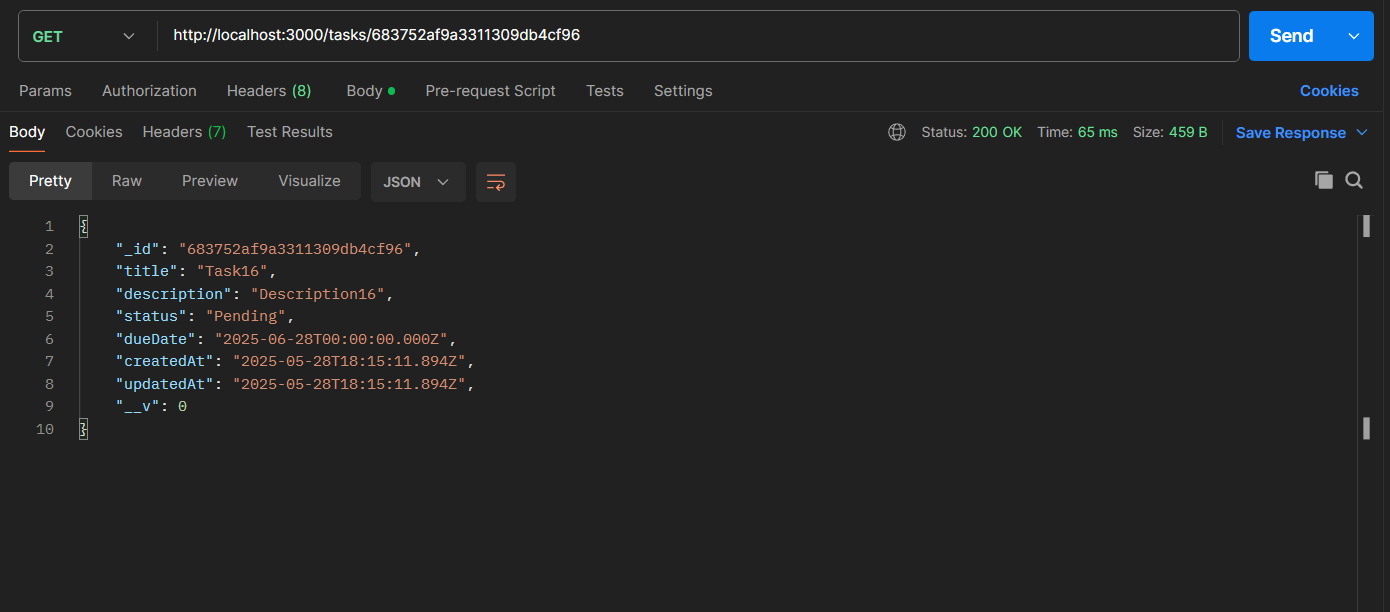 GET http://localhost:3000/tasks/683752af9a3311309db4cf96 Send
Params Authorization Headers (8) Body Pre-request Script Tests Settings Cookies
Body Cookies Headers (7) Test Results Status: 200 OK Time: 65 ms Size: 459 B Save Response
Pretty Raw Preview Visualize JSON
1 {
2 "_id": "683752af9a3311309db4cf96",
3 "title": "Task16",
4 "description": "Description16",
5 "status": "Pending",
6 "dueDate": "2025-06-28T00:00:00.000Z",
7 "createdAt": "2025-05-28T18:15:11.894Z",
8 "updatedAt": "2025-05-28T18:15:11.894Z",
9 "__v": 0
10 }